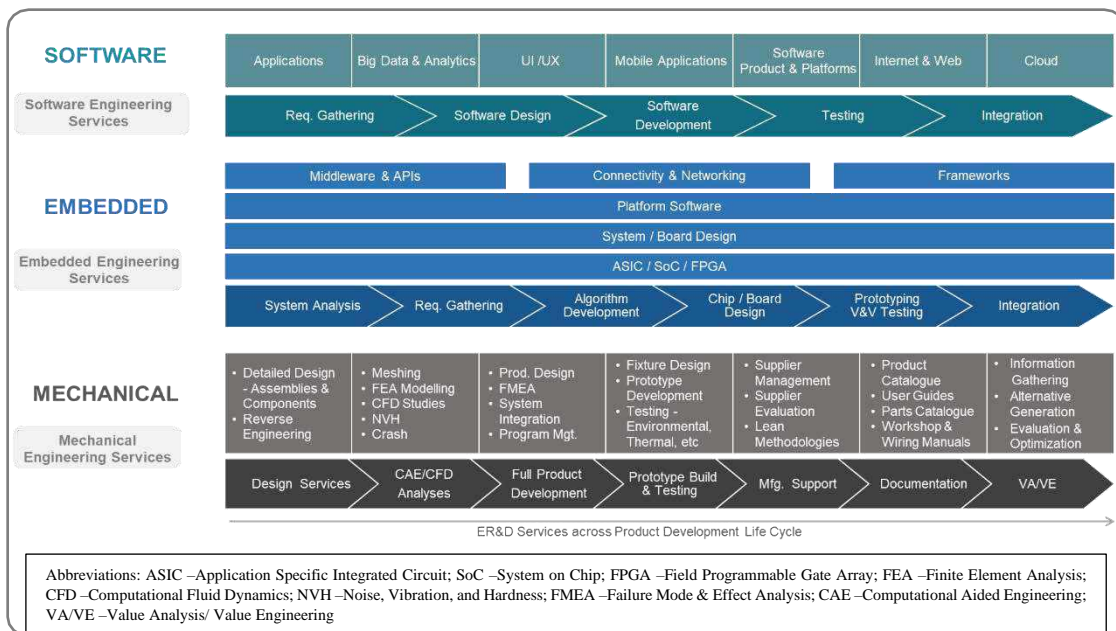 SOFTWARE
Software Engineering
Services
Applications
Big Data & Analytics
UI /UX
Mobile Applications
Software
Product & Platforms
Internet & Web
Cloud
Req. Gathering
Software Design
Software
Development
Testing
Integration
EMBEDDED
Embedded Engineering
Services
Middleware & APIs
Connectivity & Networking
Frameworks
Platform Software
System / Board Design
ASIC / SoC / FPGA
System Analysis
Req. Gathering
Algorithm
Development
Chip / Board
Design
Prototyping
V&V Testing
Integration
MECHANICAL
Mechanical
Engineering Services
• Detailed Design
- Assemblies &
Components
• Reverse
Engineering
• Meshing
• FEA Modelling
• CFD Studies
• NVH
• Crash
• Prod. Design
• FMEA
• System
Integration
• Program Mgt.
• Fixture Design
• Prototype
Development
• Testing -
Environmental,
Thermal, etc
• Supplier
Management
• Supplier
Evaluation
• Lean
Methodologies
• Product
Catalogue
• User Guides
• Parts Catalogue
• Workshop &
Wiring Manuals
• Information
Gathering
• Alternative
Generation
• Evaluation &
Optimization
Design Services
CAE/CFD
Analyses
Full Product
Development
Prototype Build
& Testing
Mfg. Support
Documentation
VA/VE
ER&D Services across Product Development Life Cycle
Abbreviations: ASIC –Application Specific Integrated Circuit; SoC –System on Chip; FPGA –Field Programmable Gate Array; FEA –Finite Element Analysis;
CFD –Computational Fluid Dynamics; NVH –Noise, Vibration, and Hardness; FMEA –Failure Mode & Effect Analysis; CAE –Computational Aided Engineering;
VA/VE –Value Analysis/ Value Engineering